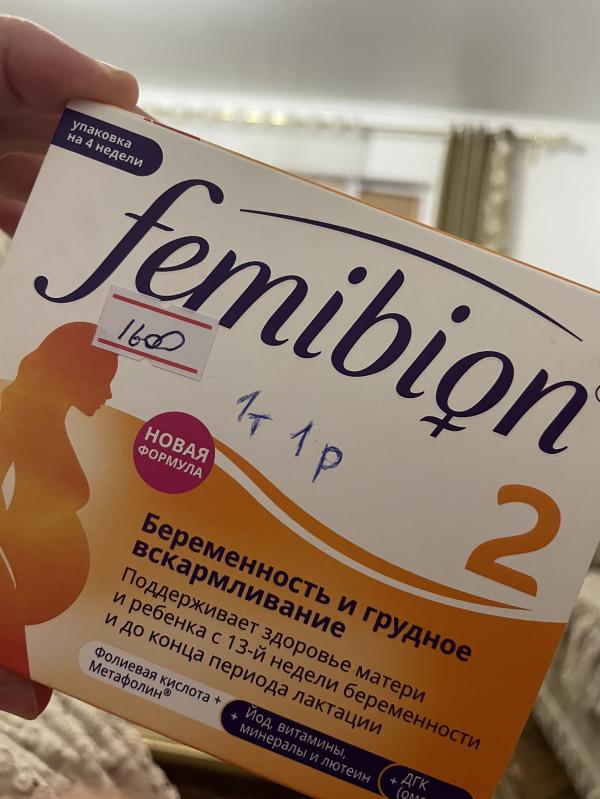 упаковка
на 4 недели
femibion
1600
1т 1р
НОВАЯ
ФОРМУЛА
2
Беременность и грудное
вскармливание
Поддерживает здоровье матери
и ребенка с 13-й недели беременности
и до конца периода лактации
Фолиевая кислота +
Метафолин®
+ Йод, витамины,
минералы и лютеин
+ ДГК